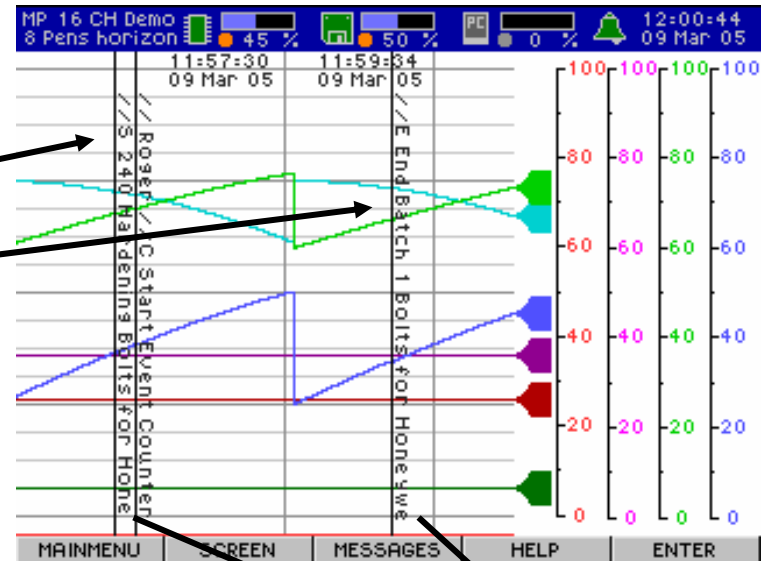 MP 16 CH Demo
8 Pens horizon
45 %
50 %
PC
0 %
12:00:44
09 Mar 05
11:57:30
09 Mar 05
11:59:34
09 Mar 05
//S 240 Hardening Bolts for Hone
// Roger //C Start Event Counter
//E End Batch 1 Bolts for Honeywe
100 100 100 100
80 80 80 80
60 60 60 60
40 40 40 40
20 20 20 20
0 0 0 0
MAINMENU SCREEN MESSAGES HELP ENTER